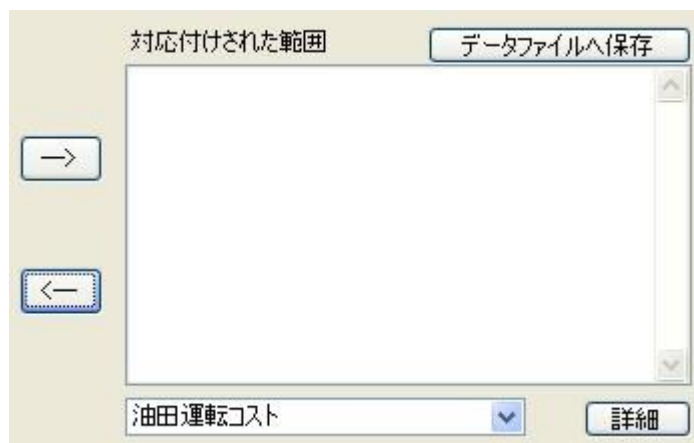 対応付けされた範囲
データファイルへ保存
—>
<—
油田運転コスト
詳細